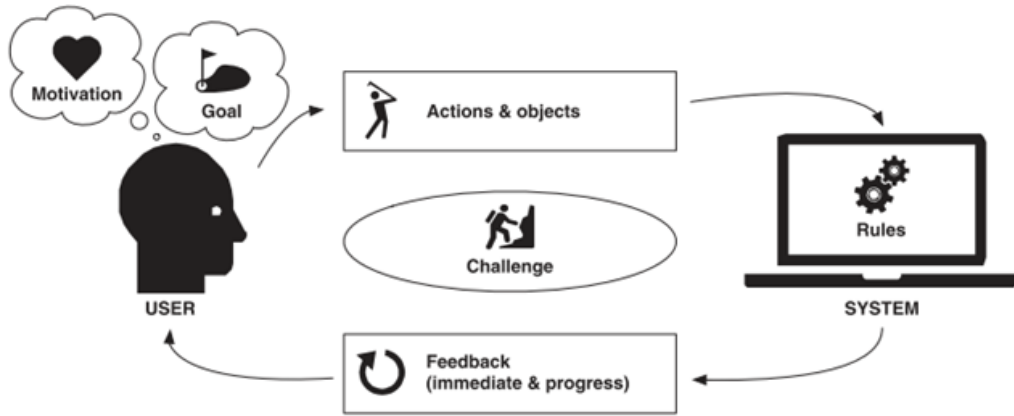 Motivation
Goal
Actions & objects
Rules
Challenge
USER
SYSTEM
Feedback
(immediate & progress)